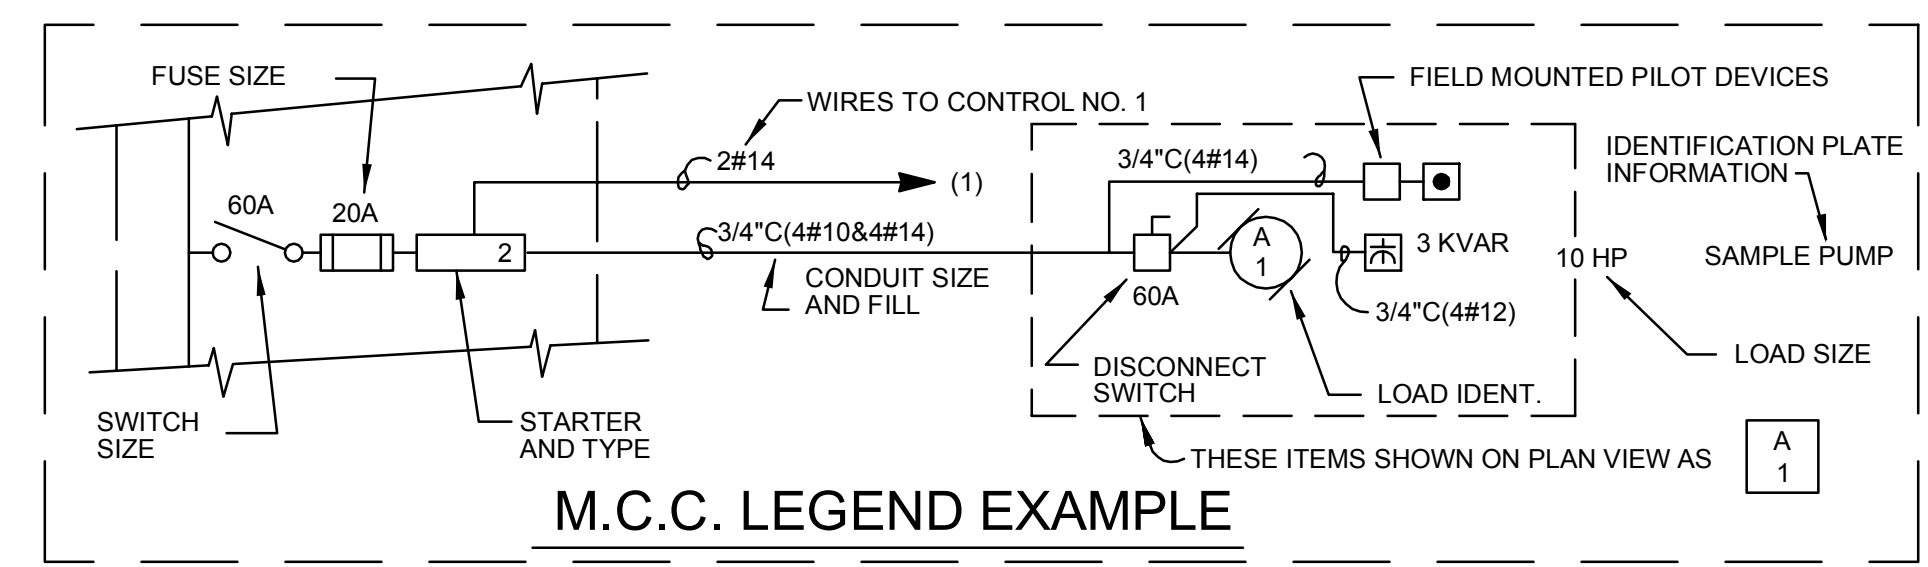 FUSE SIZE
WIRES TO CONTROL NO. 1
FIELD MOUNTED PILOT DEVICES
2#14
3/4"C(4#14)
IDENTIFICATION PLATE
INFORMATION
(1)
60A
20A
2
3/4"C(4#10&4#14)
A
1
3 KVAR
10 HP
SAMPLE PUMP
CONDUIT SIZE
AND FILL
60A
3/4"C(4#12)
DISCONNECT
SWITCH
LOAD IDENT.
LOAD SIZE
SWITCH
SIZE
STARTER
AND TYPE
THESE ITEMS SHOWN ON PLAN VIEW AS
A
1
M.C.C. LEGEND EXAMPLE